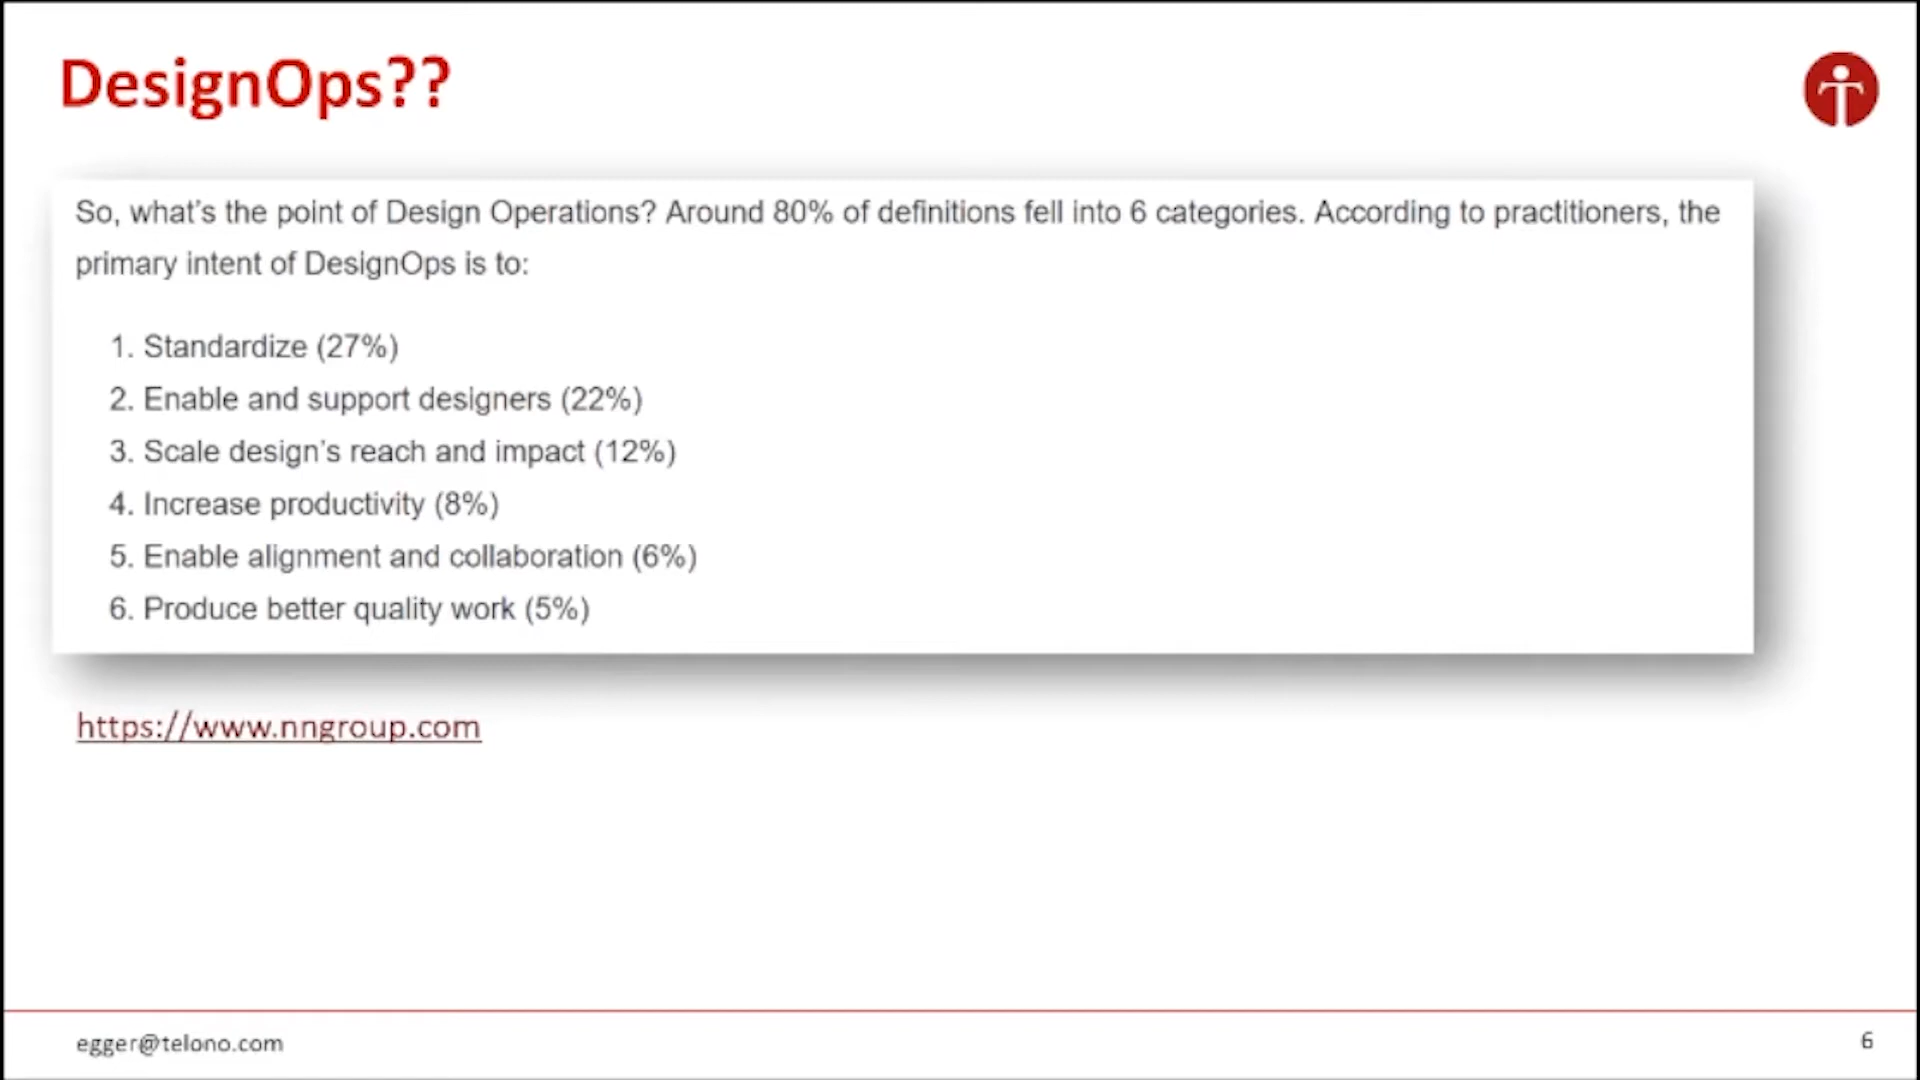 DesignOps??
So, what's the point of Design Operations? Around 80% of definitions fell into 6 categories. According to practitioners, the
primary intent of DesignOps is to:
1. Standardize (27%)
2. Enable and support designers (22%)
3. Scale design's reach and impact (12%)
4. Increase productivity (8%)
5. Enable alignment and collaboration (6%)
6. Produce better quality work (5%)
https://www.nngroup.com
egger@telono.com
6